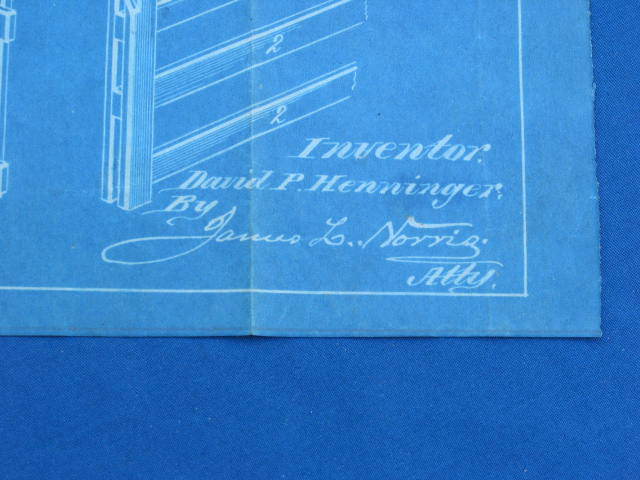 2
2
Inventor.
David P. Henninger.
By
James L. Norris.
Atty.